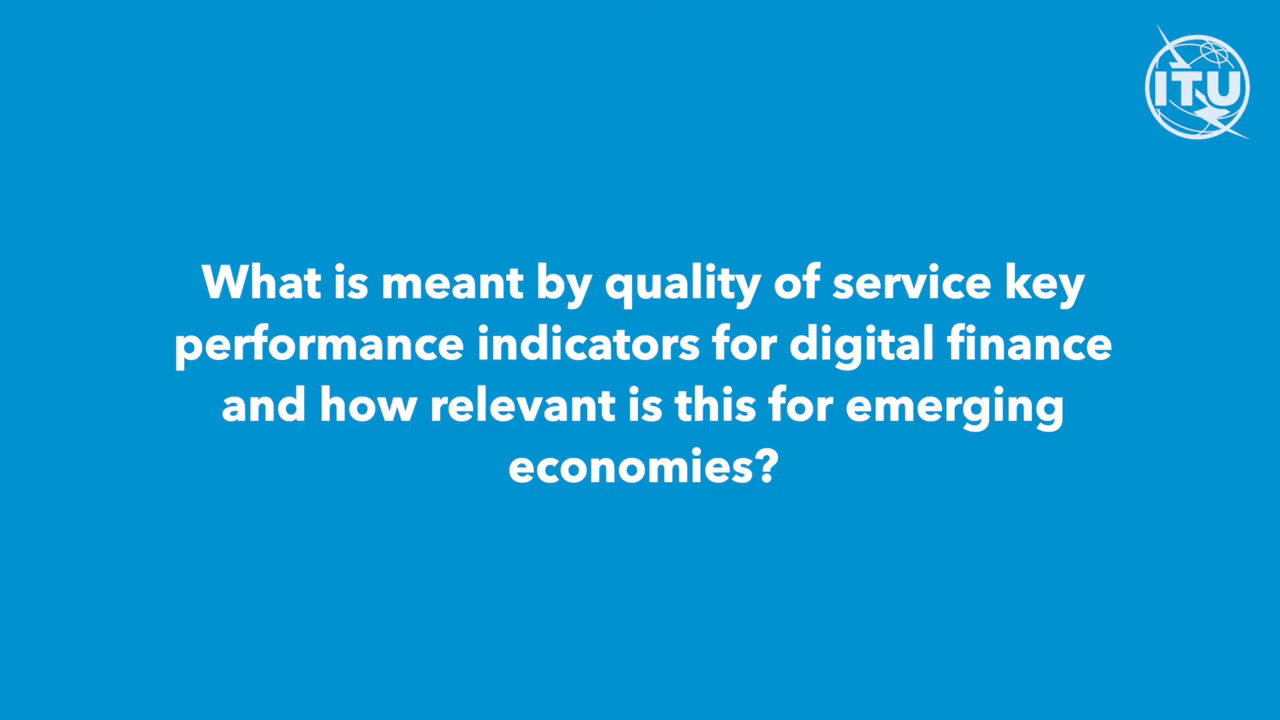 ITU
What is meant by quality of service key
performance indicators for digital finance
and how relevant is this for emerging
economies?